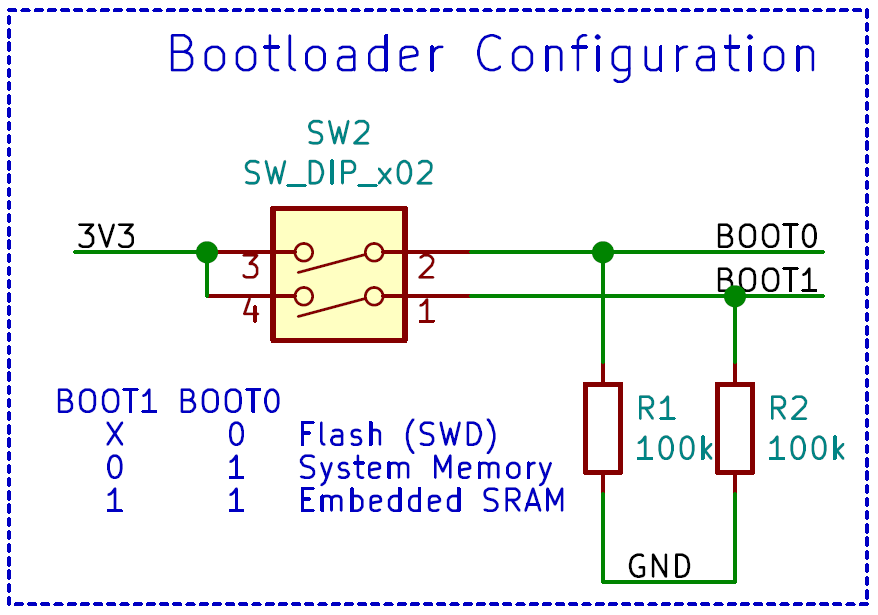 Bootloader Configuration
SW2
SW_DIP_x02
3V3
BOOT0
3
2
BOOT1
4
1
BOOT1 BOOT0
X 0 Flash (SWD)
0 1 System Memory
1 1 Embedded SRAM
R1
100k
R2
100k
GND